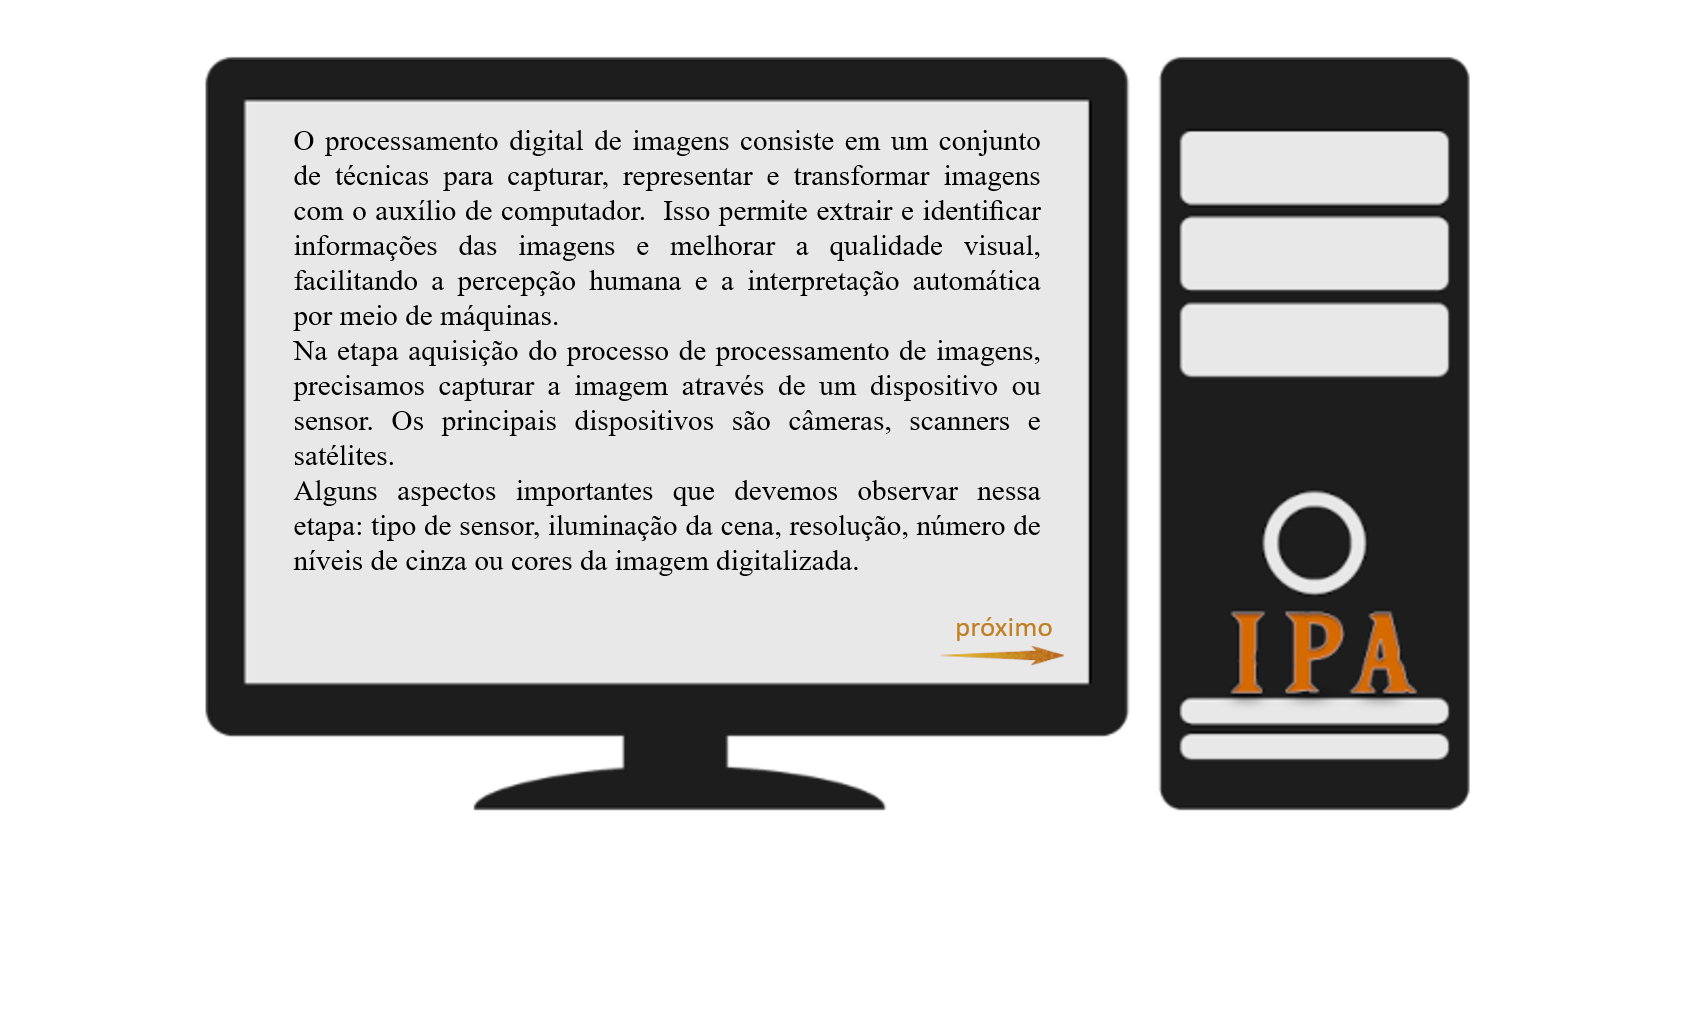 O processamento digital de imagens consiste em um conjunto
de técnicas para capturar, representar e transformar imagens
com o auxílio de computador.  Isso permite extrair e identificar
informações das imagens e melhorar a qualidade visual,
facilitando a percepção humana e a interpretação automática
por meio de máquinas.
Na etapa aquisição do processo de processamento de imagens,
precisamos capturar a imagem através de um dispositivo ou
sensor. Os principais dispositivos são câmeras, scanners e
satélites.
Alguns aspectos importantes que devemos observar nessa
etapa: tipo de sensor, iluminação da cena, resolução, número de
níveis de cinza ou cores da imagem digitalizada.
próximo
IPA